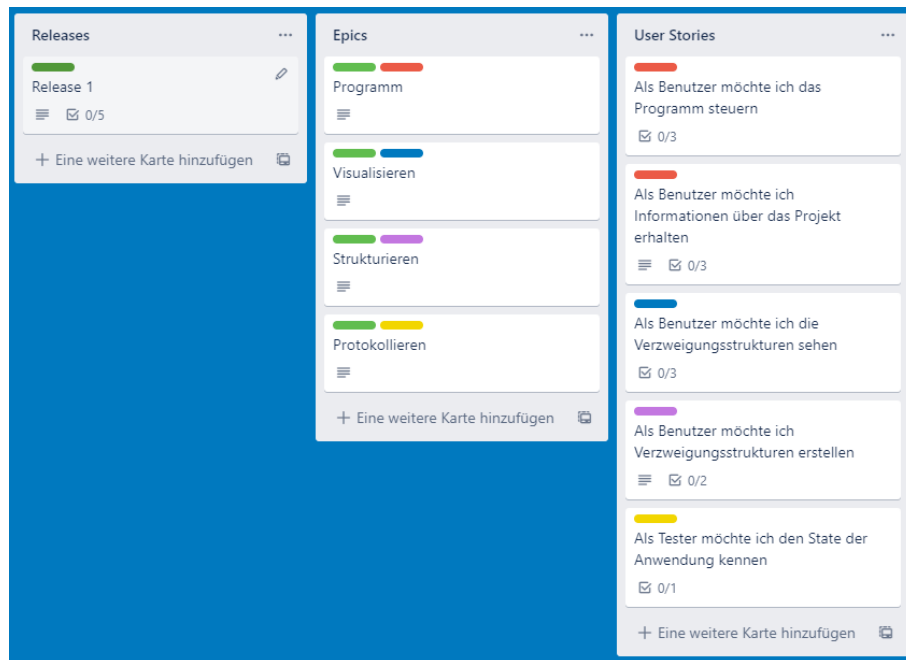 Releases
Release 1
0/5
Eine weitere Karte hinzufügen
Epics
Programm
Visualisieren
Strukturieren
Protokollieren
Eine weitere Karte hinzufügen
User Stories
Als Benutzer möchte ich das
Programm steuern
0/3
Als Benutzer möchte ich
Informationen über das Projekt
erhalten
0/3
Als Benutzer möchte ich die
Verzweigungsstrukturen sehen
0/3
Als Benutzer möchte ich
Verzweigungsstrukturen erstellen
0/2
Als Tester möchte ich den State der
Anwendung kennen
0/1
Eine weitere Karte hinzufügen